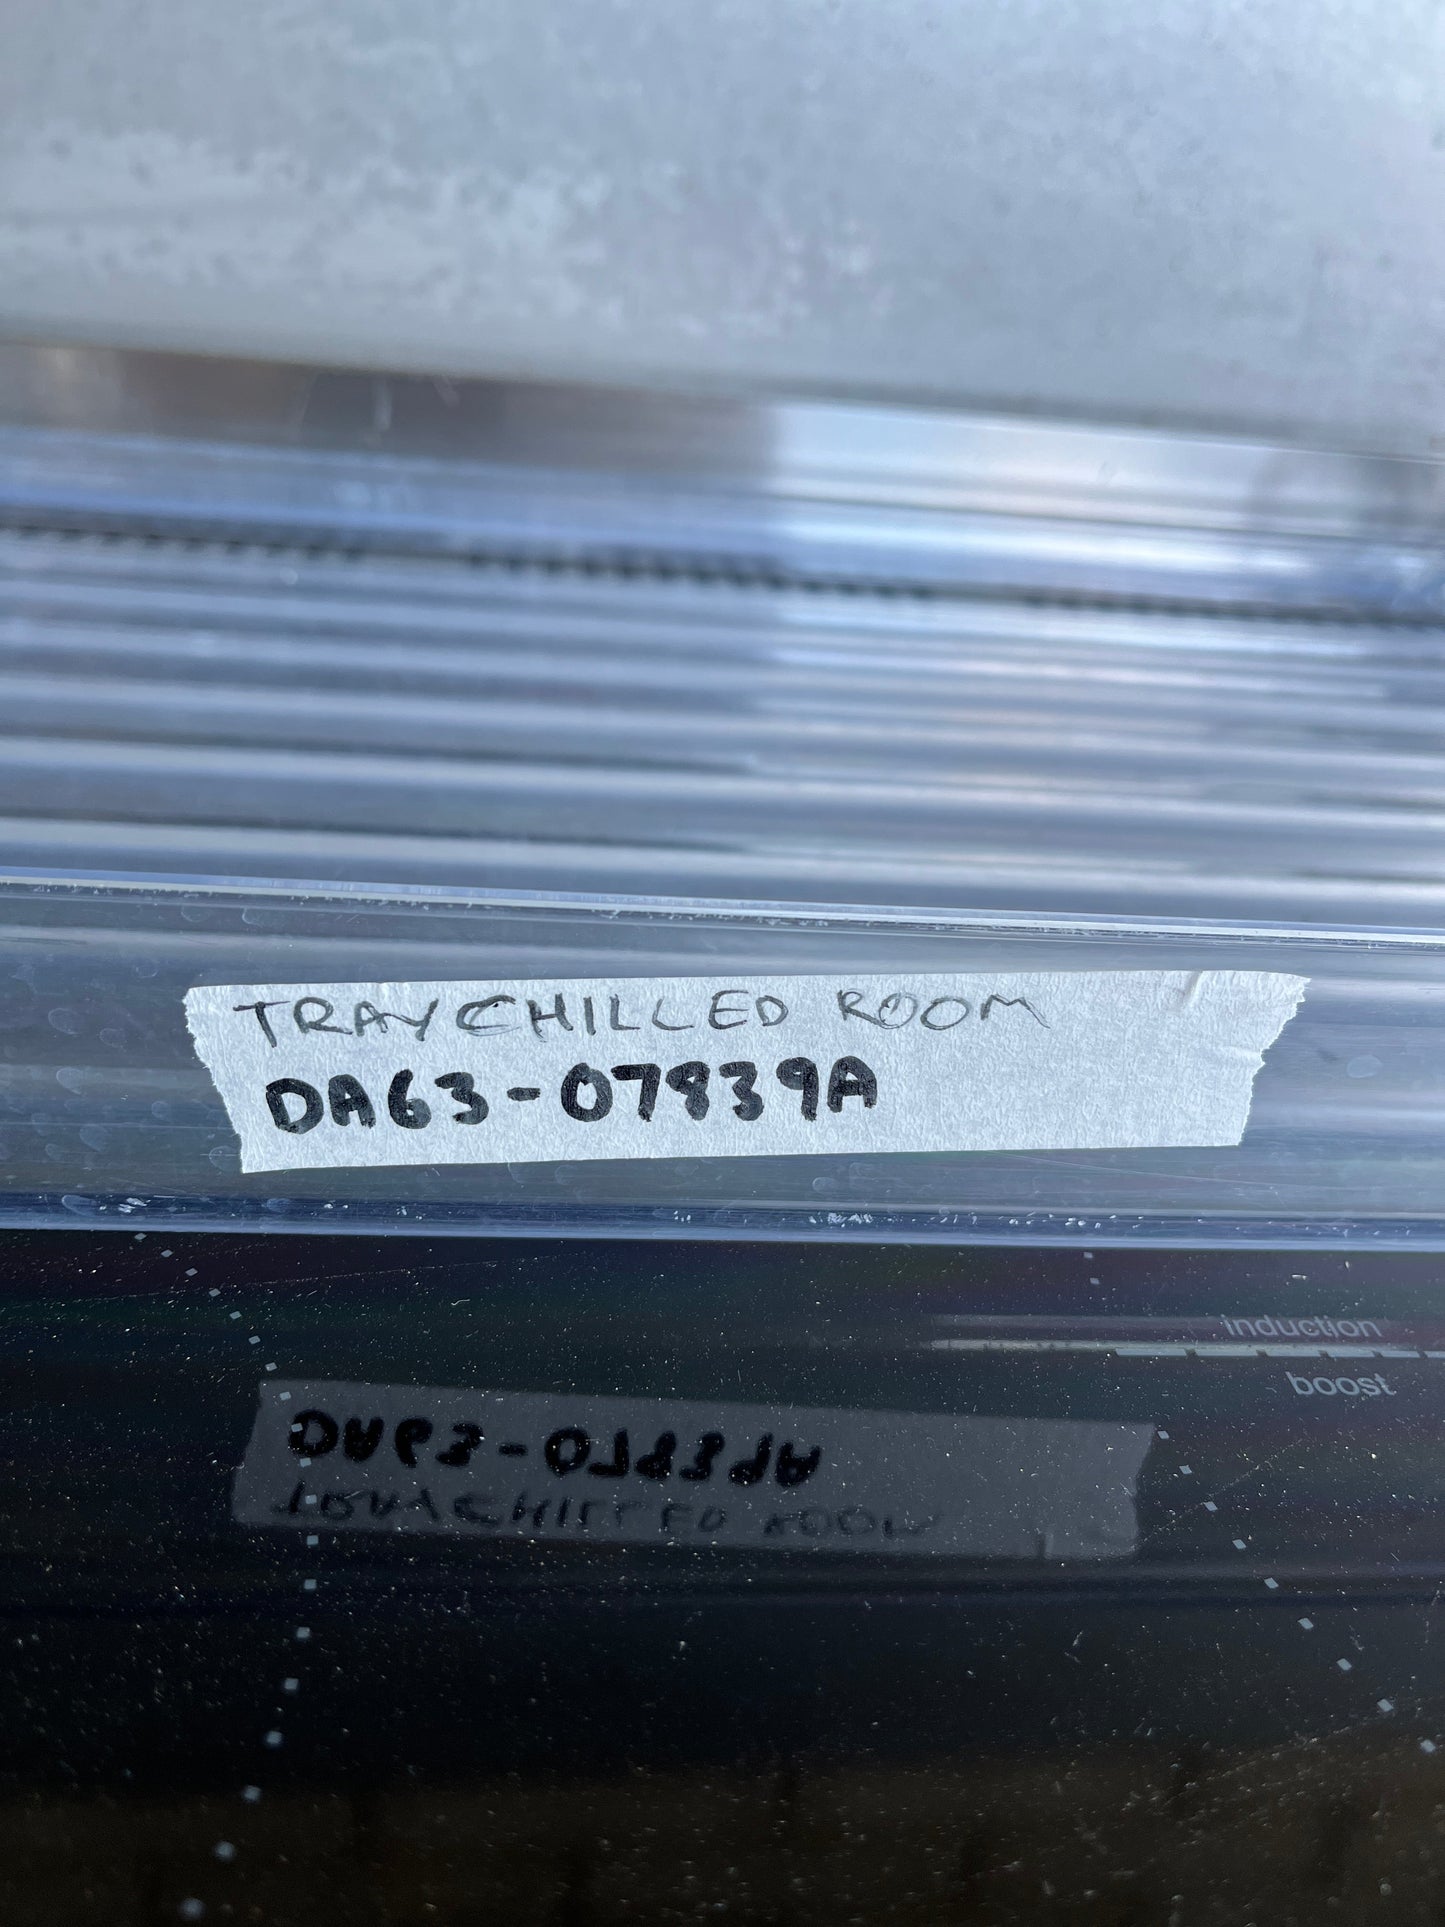 TRAY CHILLED ROOM
DA63-07839A
induction
boost